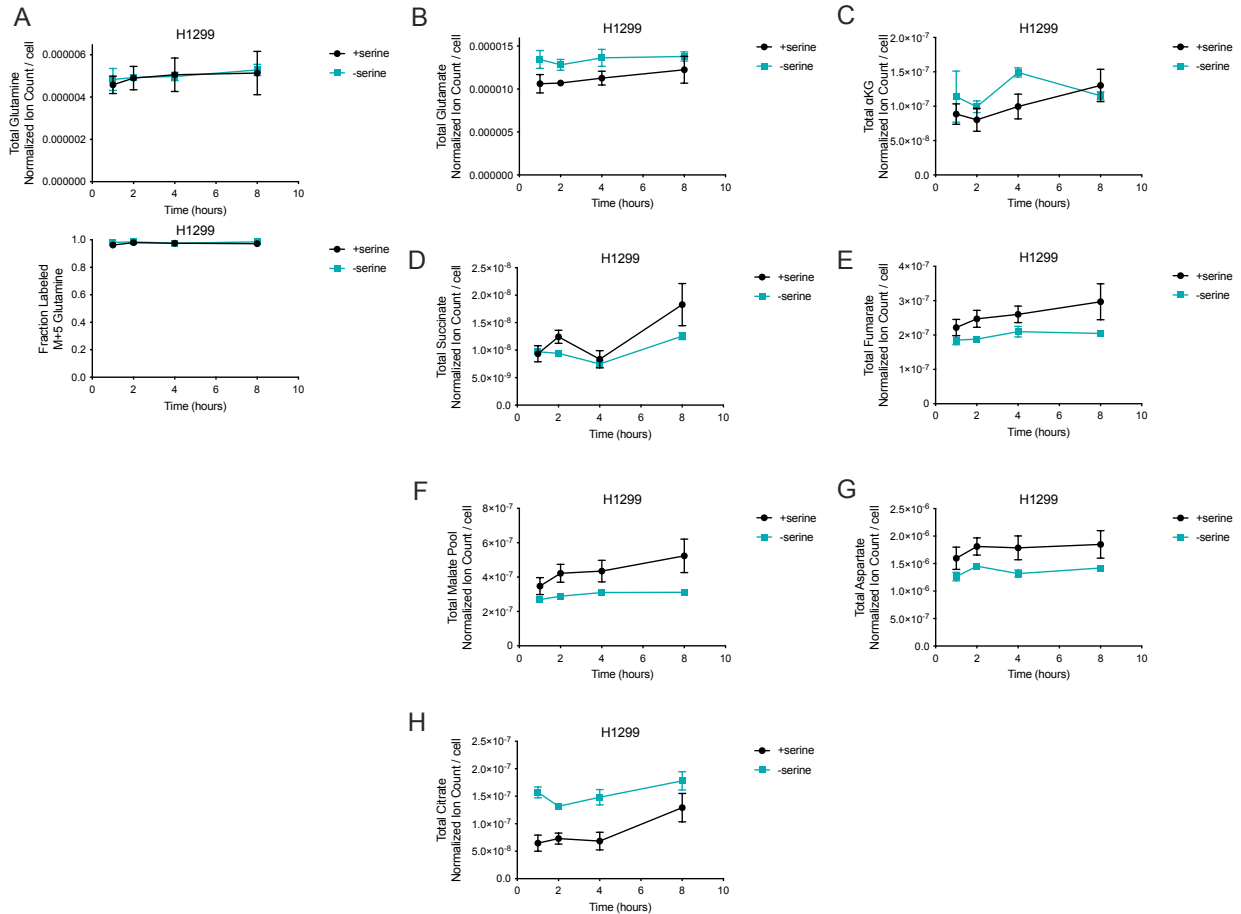 A
H1299
Total Glutamine
Normalized Ion Count / cell
0.000006
0.000004
0.000002
0.000000
0 2 4 6 8 10
Time (hours)
+serine
-serine
H1299
Fraction Labeled
M+5 Glutamine
1.0
0.8
0.6
0.4
0.2
0.0
0 2 4 6 8 10
Time (hours)
+serine
-serine
B
H1299
Total Glutamate
Normalized Ion Count / cell
0.000015
0.000010
0.000005
0.000000
0 2 4 6 8 10
Time (hours)
+serine
-serine
C
H1299
Total αKG
Normalized Ion Count / cell
2.0×10-7
1.5×10-7
1.0×10-7
5.0×10-8
0.0
0 2 4 6 8 10
Time (hours)
+serine
-serine
D
H1299
Total Succinate
Normalized Ion Count / cell
2.5×10-8
2.0×10-8
1.5×10-8
1.0×10-8
5.0×10-9
0.0
0 2 4 6 8 10
Time (hours)
+serine
-serine
E
H1299
Total Fumarate
Normalized Ion Count / cell
4×10-7
3×10-7
2×10-7
1×10-7
0
0 2 4 6 8 10
Time (hours)
+serine
-serine
F
H1299
Total Malate Pool
Normalized Ion Count / cell
8×10-7
6×10-7
4×10-7
2×10-7
0
0 2 4 6 8 10
Time (hours)
+serine
-serine
G
H1299
Total Aspartate
Normalized Ion Count / cell
2.5×10-6
2.0×10-6
1.5×10-6
1.0×10-6
5.0×10-7
0.0
0 2 4 6 8 10
Time (hours)
+serine
-serine
H
H1299
Total Citrate
Normalized Ion Count / cell
2.5×10-7
2.0×10-7
1.5×10-7
1.0×10-7
5.0×10-8
0.0
0 2 4 6 8 10
Time (hours)
+serine
-serine